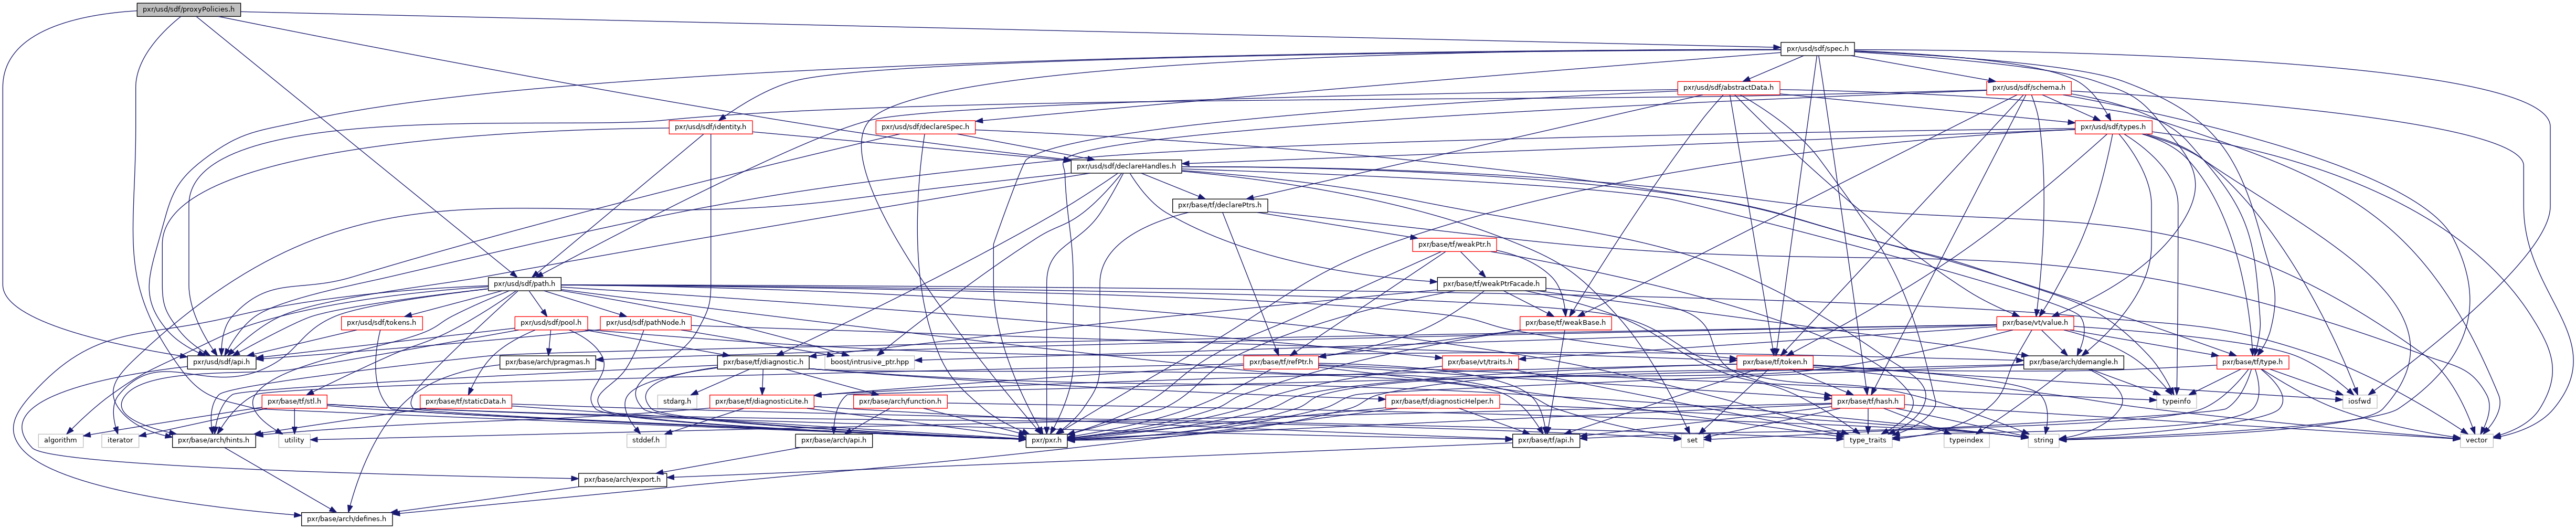 pxr/usd/sdf/proxyPolicies.h
pxr/usd/sdf/spec.h
pxr/usd/sdf/abstractData.h
pxr/usd/sdf/schema.h
pxr/usd/sdf/identity.h
pxr/usd/sdf/declareSpec.h
pxr/usd/sdf/types.h
pxr/usd/sdf/declareHandles.h
pxr/base/tf/declarePtrs.h
pxr/base/tf/weakPtr.h
pxr/usd/sdf/path.h
pxr/base/tf/weakPtrFacade.h
pxr/usd/sdf/tokens.h
pxr/usd/sdf/pool.h
pxr/usd/sdf/pathNode.h
pxr/base/tf/weakBase.h
pxr/base/vt/value.h
pxr/usd/sdf/api.h
pxr/base/arch/pragmas.h
pxr/base/tf/diagnostic.h
boost/intrusive_ptr.hpp
pxr/base/tf/refPtr.h
pxr/base/vt/traits.h
pxr/base/tf/token.h
pxr/base/arch/demangle.h
pxr/base/tf/type.h
pxr/base/tf/stl.h
pxr/base/tf/staticData.h
stdarg.h
pxr/base/tf/diagnosticLite.h
pxr/base/arch/function.h
pxr/base/tf/diagnosticHelper.h
pxr/base/tf/hash.h
typeinfo
iosfwd
algorithm
iterator
pxr/base/arch/hints.h
utility
stddef.h
pxr/base/arch/api.h
pxr/pxr.h
pxr/base/tf/api.h
set
type_traits
typeindex
string
vector
pxr/base/arch/export.h
pxr/base/arch/defines.h